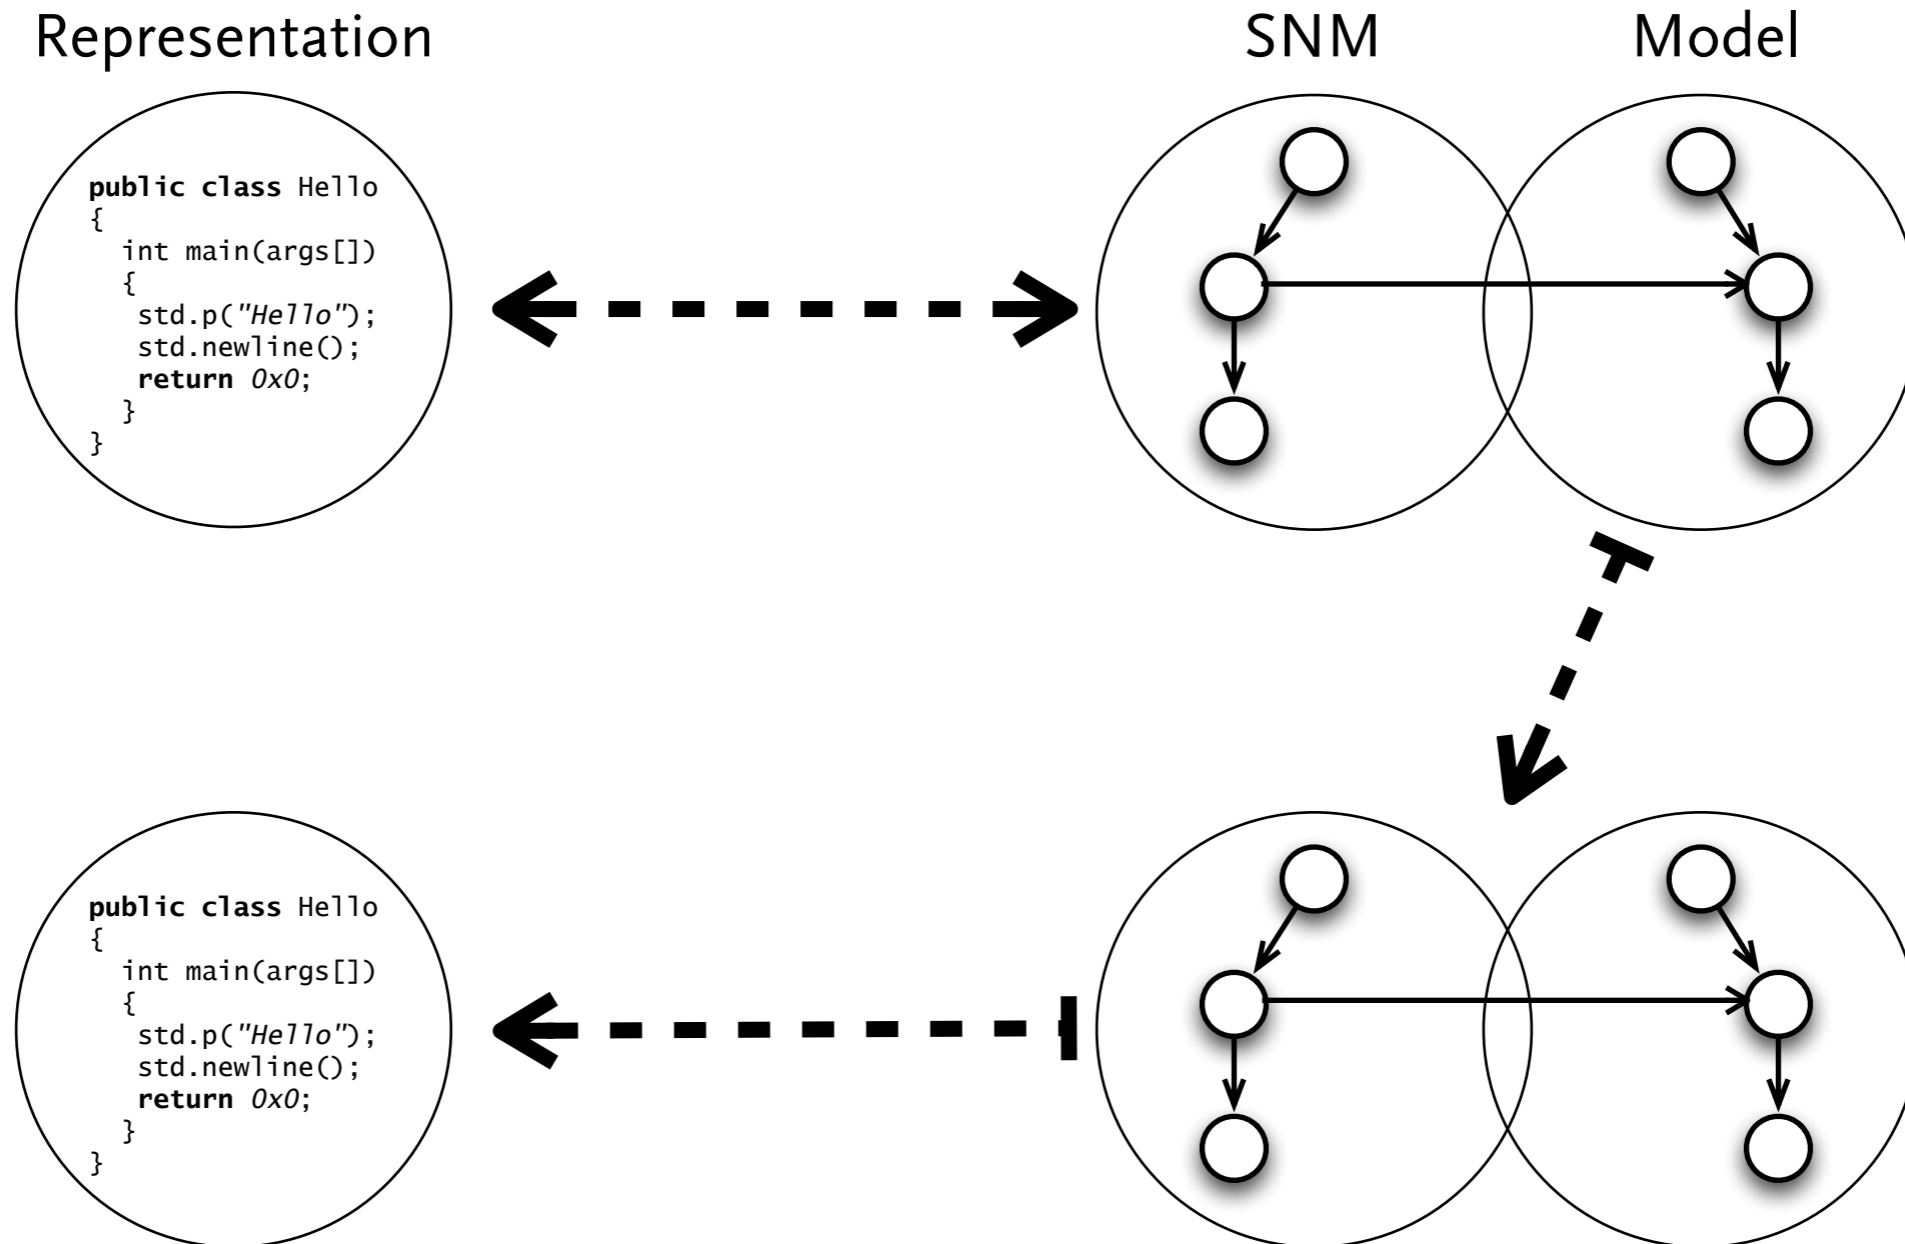 Representation SNM Model
public class Hello
{
  int main(args[])
  {
   std.p("Hello");
   std.newline();
   return 0x0;
  }
}
public class Hello
{
  int main(args[])
  {
   std.p("Hello");
   std.newline();
   return 0x0;
  }
}